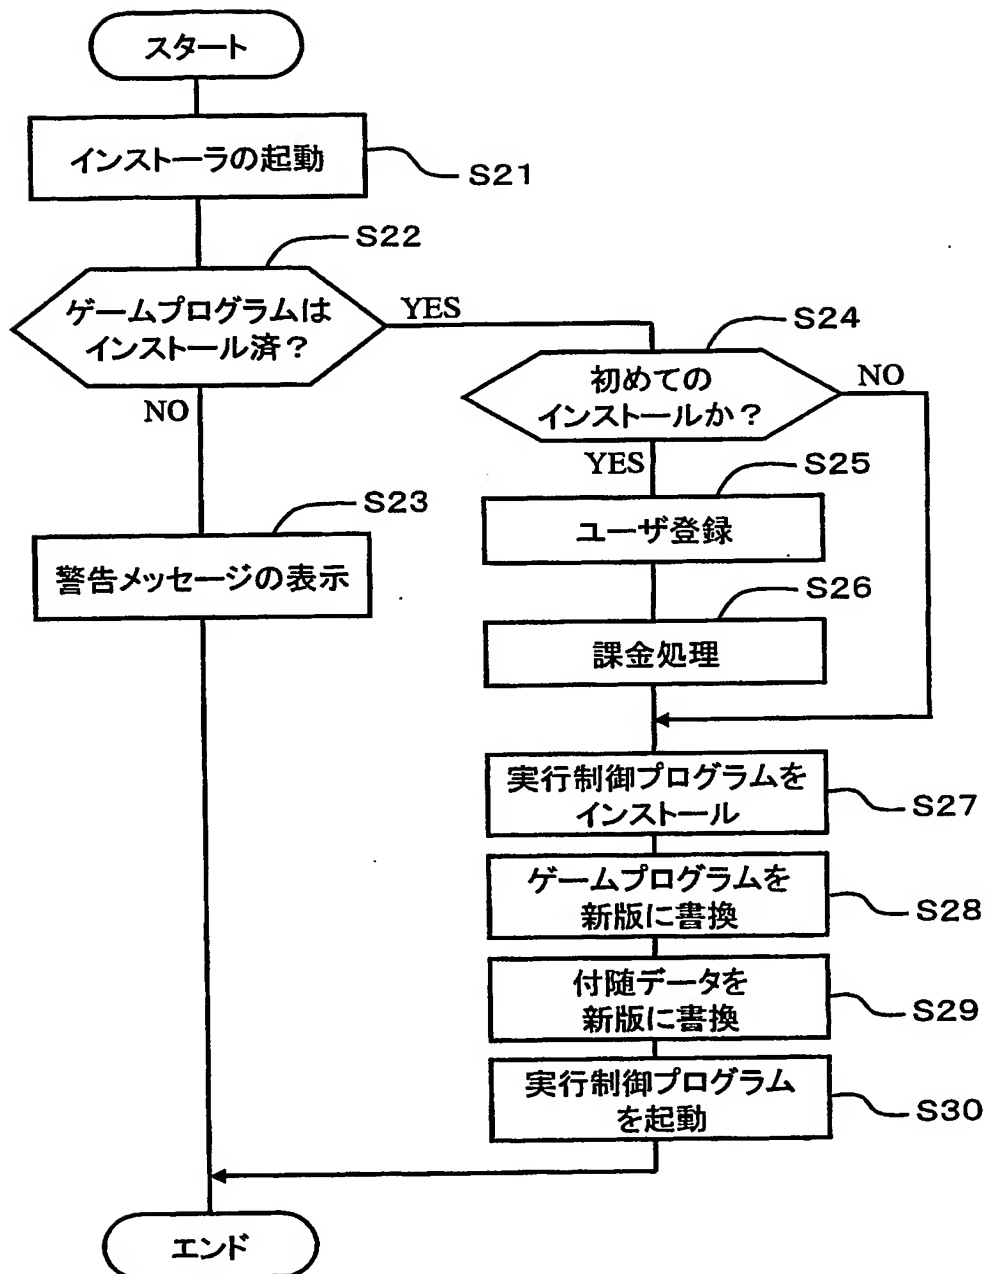 スタート
インストーラの起動
S21
S22
ゲームプログラムは
インストール済?
YES
NO
S23
警告メッセージの表示
S24
初めての
インストールか?
NO
YES
S25
ユーザ登録
S26
課金処理
実行制御プログラムを
インストール
S27
ゲームプログラムを
新版に書換
S28
付随データを
新版に書換
S29
実行制御プログラム
を起動
S30
エンド